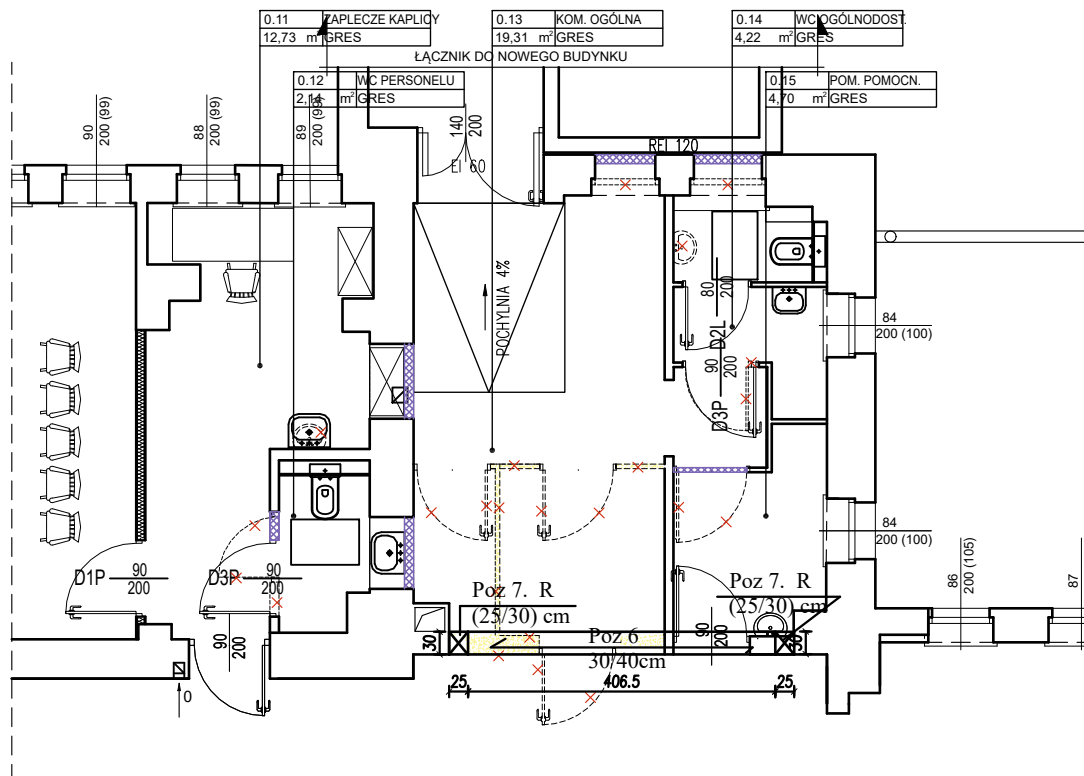 0.11 ZAPLECZE KAPLICY
12,73 m² GRES
0.13 KOM. OGÓLNA
19,31 m² GRES
0.14 WC OGÓLNODOST.
4,22 m² GRES
ŁĄCZNIK DO NOWEGO BUDYNKU
0.12 WC PERSONELU
2,14 m² GRES
0.15 POM. POMOCN.
4,70 m² GRES
90
200 (99)
88
200 (99)
89
200 (99)
140
200
EI 60
REI 120
POCHYLNIA 4%
80
200
D2L
90
200
D3P
84
200 (100)
84
200 (100)
86
200 (105)
87
D1P
90
200
D3P
90
200
90
200
0
Poz 7. R
(25/30) cm
Poz 7. R
(25/30) cm
Poz 6
30/40cm
90
200
30
30
25
406.5
25